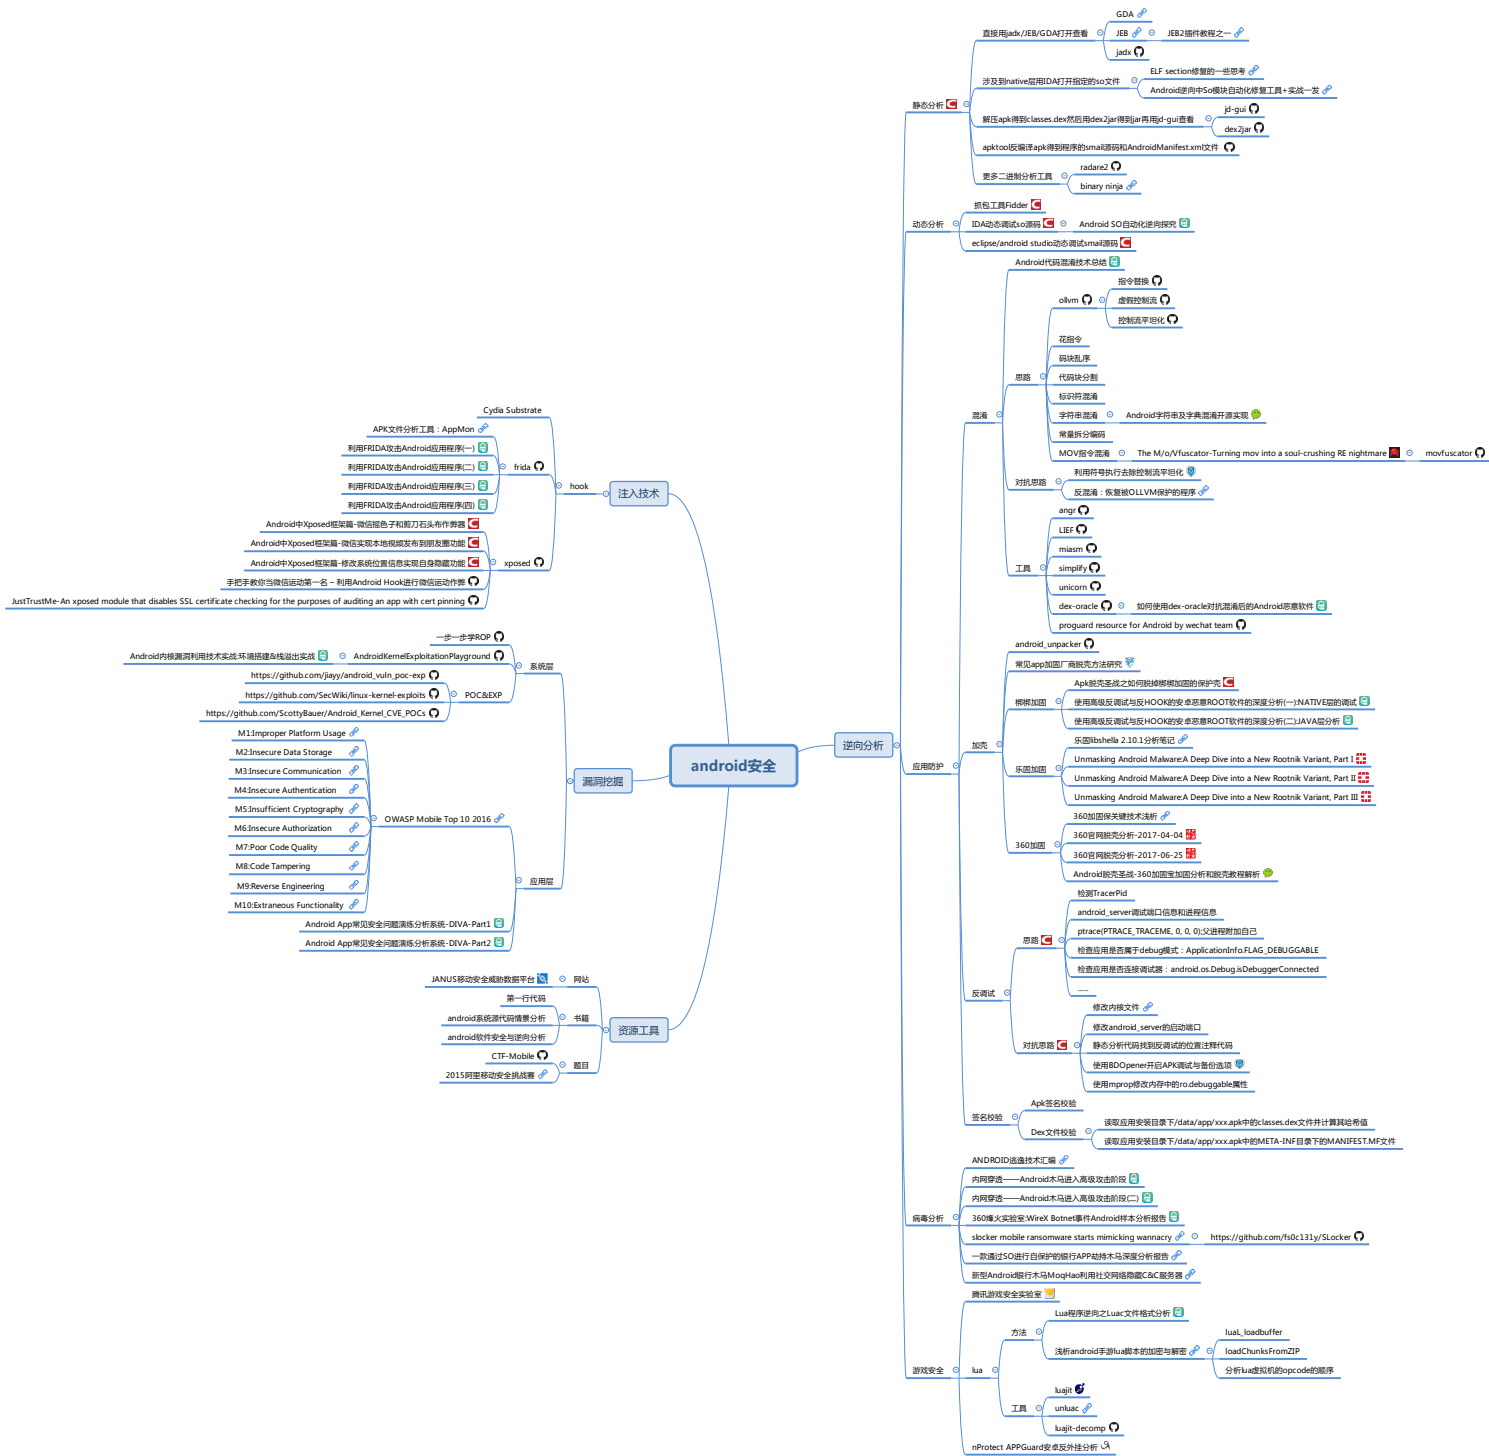 android安全
逆向分析
静态分析
直接用jadx/JEB/GDA打开查看
GDA
JEB
JEB2插件教程之一
jadx
涉及到native层用IDA打开指定的so文件
ELF section修复的一些思考
Android逆向中So模块自动化修复工具+实战一发
解压apk得到classes.dex然后用dex2jar得到jar再用jd-gui查看
jd-gui
dex2jar
apktool反编译apk得到程序的smali源码和AndroidManifest.xml文件
更多二进制分析工具
radare2
binary ninja
动态分析
抓包工具Fidder
IDA动态调试so源码
Android SO自动化逆向探究
eclipse/android studio动态调试smail源码
应用防护
混淆
Android代码混淆技术总结
思路
ollvm
指令替换
虚假控制流
控制流平坦化
花指令
码块乱序
代码块分割
标识符混淆
字符串混淆
Android字符串及字典混淆开源实现
常量拆分编码
MOV指令混淆
The M/o/Vfuscator-Turning mov into a soul-crushing RE nightmare
movfuscator
对抗思路
利用符号执行去除控制流平坦化
反混淆：恢复被OLLVM保护的程序
工具
angr
LIEF
miasm
simplify
unicorn
dex-oracle
如何使用dex-oracle对抗混淆后的Android恶意软件
proguard resource for Android by wechat team
加壳
android_unpacker
常见app加固厂商脱壳方法研究
梆梆加固
Apk脱壳圣战之如何脱掉梆梆加固的保护壳
使用高级反调试与反HOOK的安卓恶意ROOT软件的深度分析(一):NATIVE层的调试
使用高级反调试与反HOOK的安卓恶意ROOT软件的深度分析(二):JAVA层分析
乐固加固
乐固libshella 2.10.1分析笔记
Unmasking Android Malware:A Deep Dive into a New Rootnik Variant, Part I
Unmasking Android Malware:A Deep Dive into a New Rootnik Variant, Part II
Unmasking Android Malware:A Deep Dive into a New Rootnik Variant, Part III
360加固
360加固保关键技术浅析
360官网脱壳分析-2017-04-04
360官网脱壳分析-2017-06-25
Android脱壳圣战-360加固宝加固分析和脱壳教程解析
反调试
思路
检测TracerPid
android_server调试端口信息和进程信息
ptrace(PTRACE_TRACEME, 0, 0, 0);父进程附加自己
检查应用是否属于debug模式：ApplicationInfo.FLAG_DEBUGGABLE
检查应用是否连接调试器：android.os.Debug.isDebuggerConnected
......
对抗思路
修改内核文件
修改android_server的启动端口
静态分析代码找到反调试的位置注释代码
使用BDOpener开启APK调试与备份选项
使用mprop修改内存中的ro.debuggable属性
签名校验
Apk签名校验
Dex文件校验
读取应用安装目录下/data/app/xxx.apk中的classes.dex文件并计算其哈希值
读取应用安装目录下/data/app/xxx.apk中的META-INF目录下的MANIFEST.MF文件
病毒分析
ANDROID逃逸技术汇编
内网穿透——Android木马进入高级攻击阶段
内网穿透——Android木马进入高级攻击阶段(二)
360烽火实验室:WireX Botnet事件Android样本分析报告
slocker mobile ransomware starts mimicking wannacry
https://github.com/fs0c131y/SLocker
一款通过SO进行自保护的银行APP劫持木马深度分析报告
新型Android银行木马MoqHao利用社交网络隐藏C&C服务器
游戏安全
腾讯游戏安全实验室
lua
方法
Lua程序逆向之Luac文件格式分析
浅析android手游lua脚本的加密与解密
luaL_loadbuffer
loadChunksFromZIP
分析lua虚拟机的opcode的顺序
工具
luajit
unluac
luajit-decomp
nProtect APPGuard安卓反外挂分析
注入技术
hook
Cydia Substrate
frida
APK文件分析工具：AppMon
利用FRIDA攻击Android应用程序(一)
利用FRIDA攻击Android应用程序(二)
利用FRIDA攻击Android应用程序(三)
利用FRIDA攻击Android应用程序(四)
xposed
Android中Xposed框架篇-微信摇色子和剪刀石头布作弊器
Android中Xposed框架篇-微信实现本地视频发布到朋友圈功能
Android中Xposed框架篇-修改系统位置信息实现自身隐藏功能
手把手教你当微信运动第一名 – 利用Android Hook进行微信运动作弊
JustTrustMe-An xposed module that disables SSL certificate checking for the purposes of auditing an app with cert pinning
漏洞挖掘
系统层
一步一步学ROP
AndroidKernelExploitationPlayground
Android内核漏洞利用技术实战:环境搭建&栈溢出实战
POC&EXP
https://github.com/jiayy/android_vuln_poc-exp
https://github.com/SecWiki/linux-kernel-exploits
https://github.com/ScottyBauer/Android_Kernel_CVE_POCs
应用层
OWASP Mobile Top 10 2016
M1:Improper Platform Usage
M2:Insecure Data Storage
M3:Insecure Communication
M4:Insecure Authentication
M5:Insufficient Cryptography
M6:Insecure Authorization
M7:Poor Code Quality
M8:Code Tampering
M9:Reverse Engineering
M10:Extraneous Functionality
Android App常见安全问题演练分析系统-DIVA-Part1
Android App常见安全问题演练分析系统-DIVA-Part2
资源工具
网站
JANUS移动安全威胁数据平台
书籍
第一行代码
android系统源代码情景分析
android软件安全与逆向分析
题目
CTF-Mobile
2015阿里移动安全挑战赛